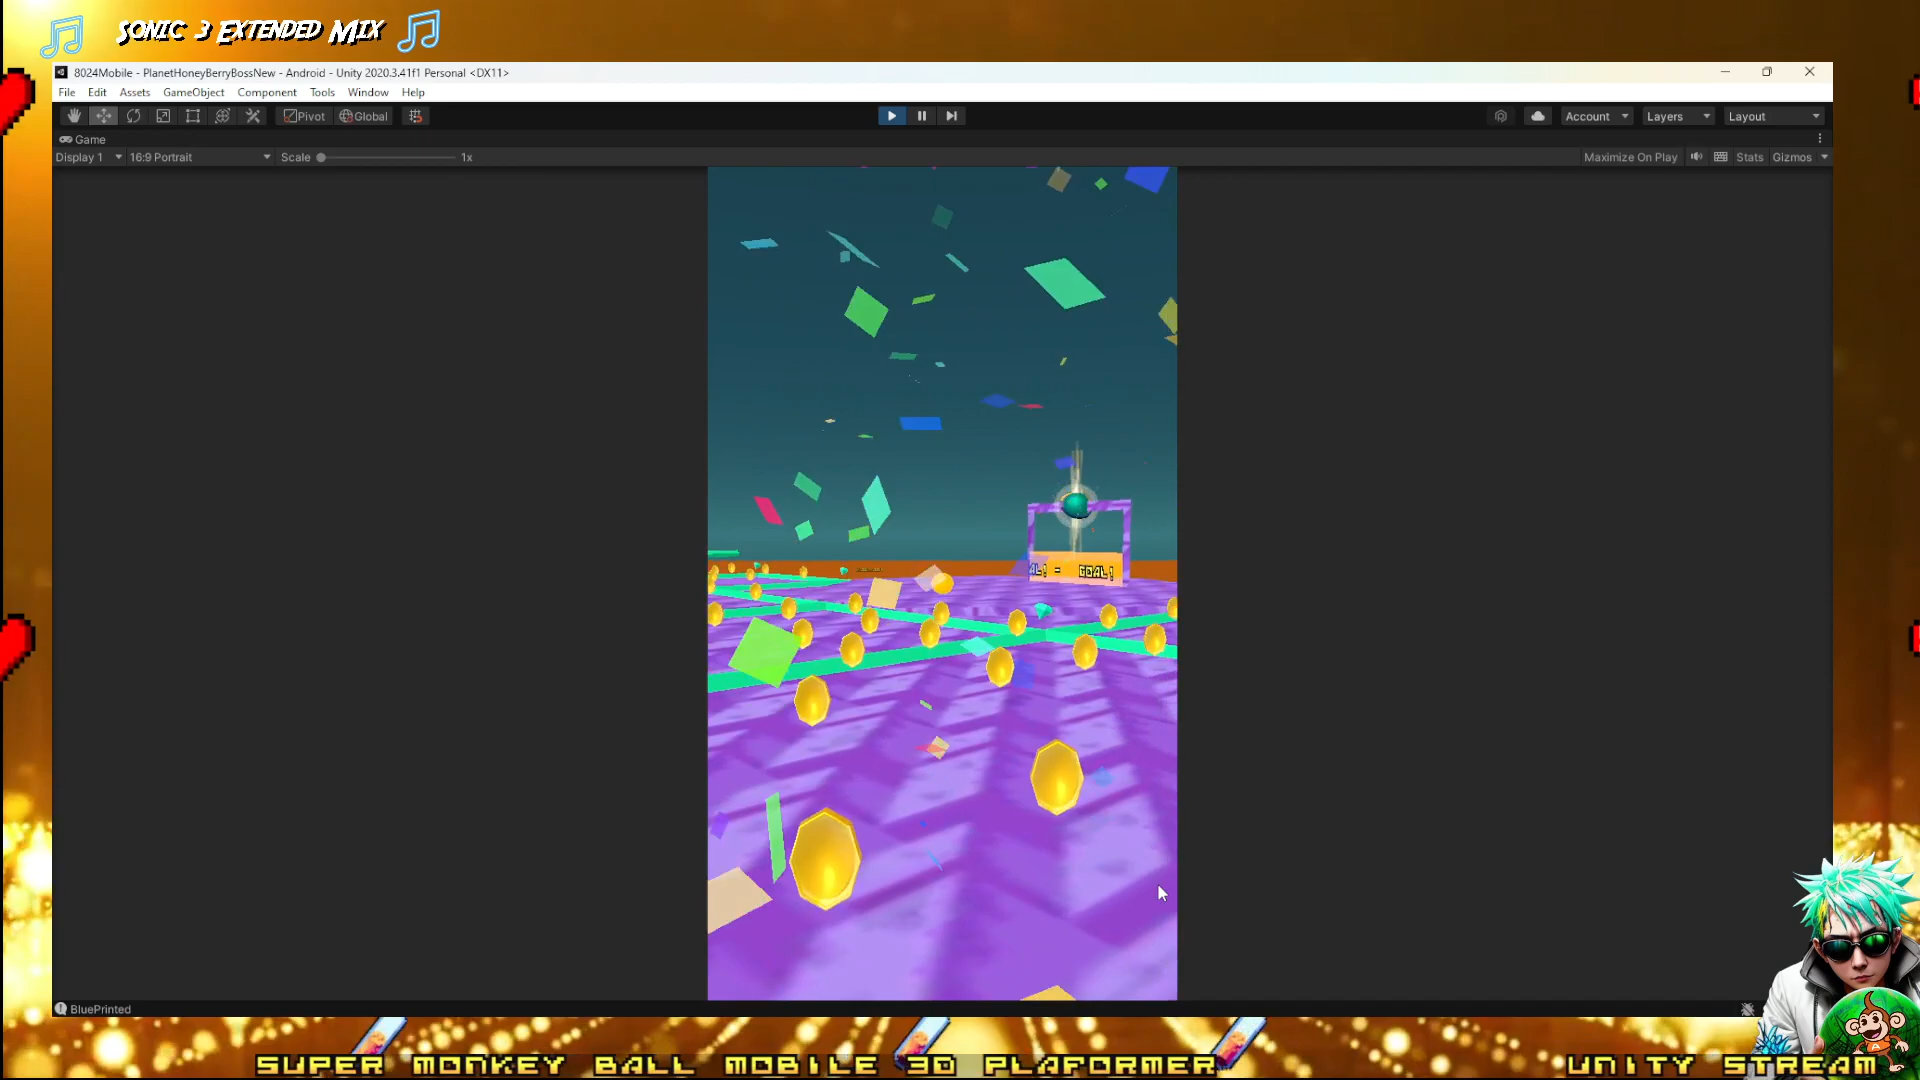 Sonic 3 Extended Mix
8024Mobile - PlanetHoneyBerryBossNew - Android - Unity 2020.3.41f1 Personal <DX11>
File Edit Assets GameObject Component Tools Window Help
Pivot Global Account Layers Layout
Game
Display 1 16:9 Portrait Scale 1x Maximize On Play Stats Gizmos
AL! - GOAL!
BluePrinted
SUPER MONKEY BALL MOBILE 3D PLAFORMER UNITY STREAM